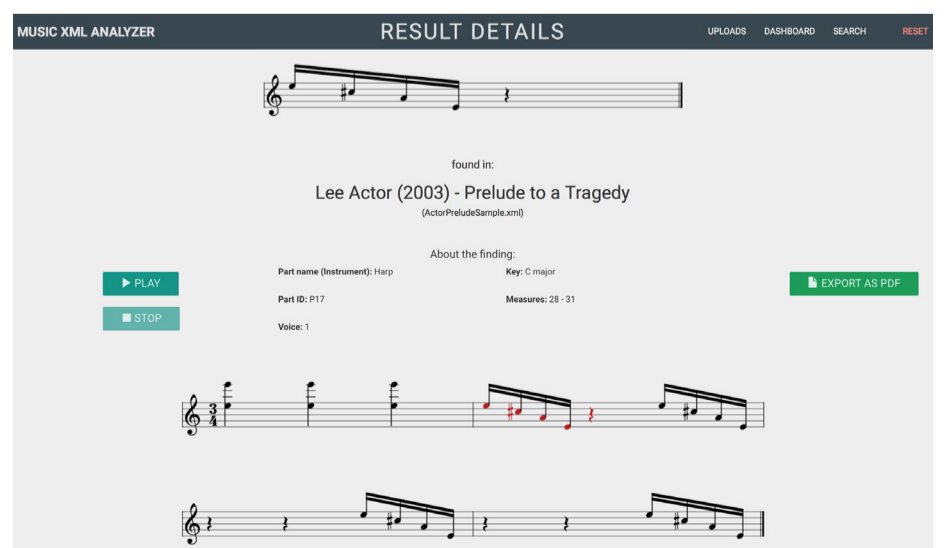 MUSIC XML ANALYZER
RESULT DETAILS
UPLOADS DASHBOARD SEARCH RESET
found in:
Lee Actor (2003) - Prelude to a Tragedy
(ActorPreludeSample.xml)
About the finding:
Part name (Instrument): Harp
Key: C major
PLAY
EXPORT AS PDF
Part ID: P17
Measures: 28 - 31
STOP
Voice: 1
3
4